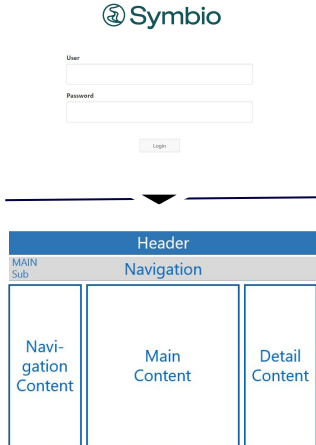 Symbio
User
Password
Login
Header
MAIN
Sub
Navigation
Navi-
gation
Content
Main
Content
Detail
Content